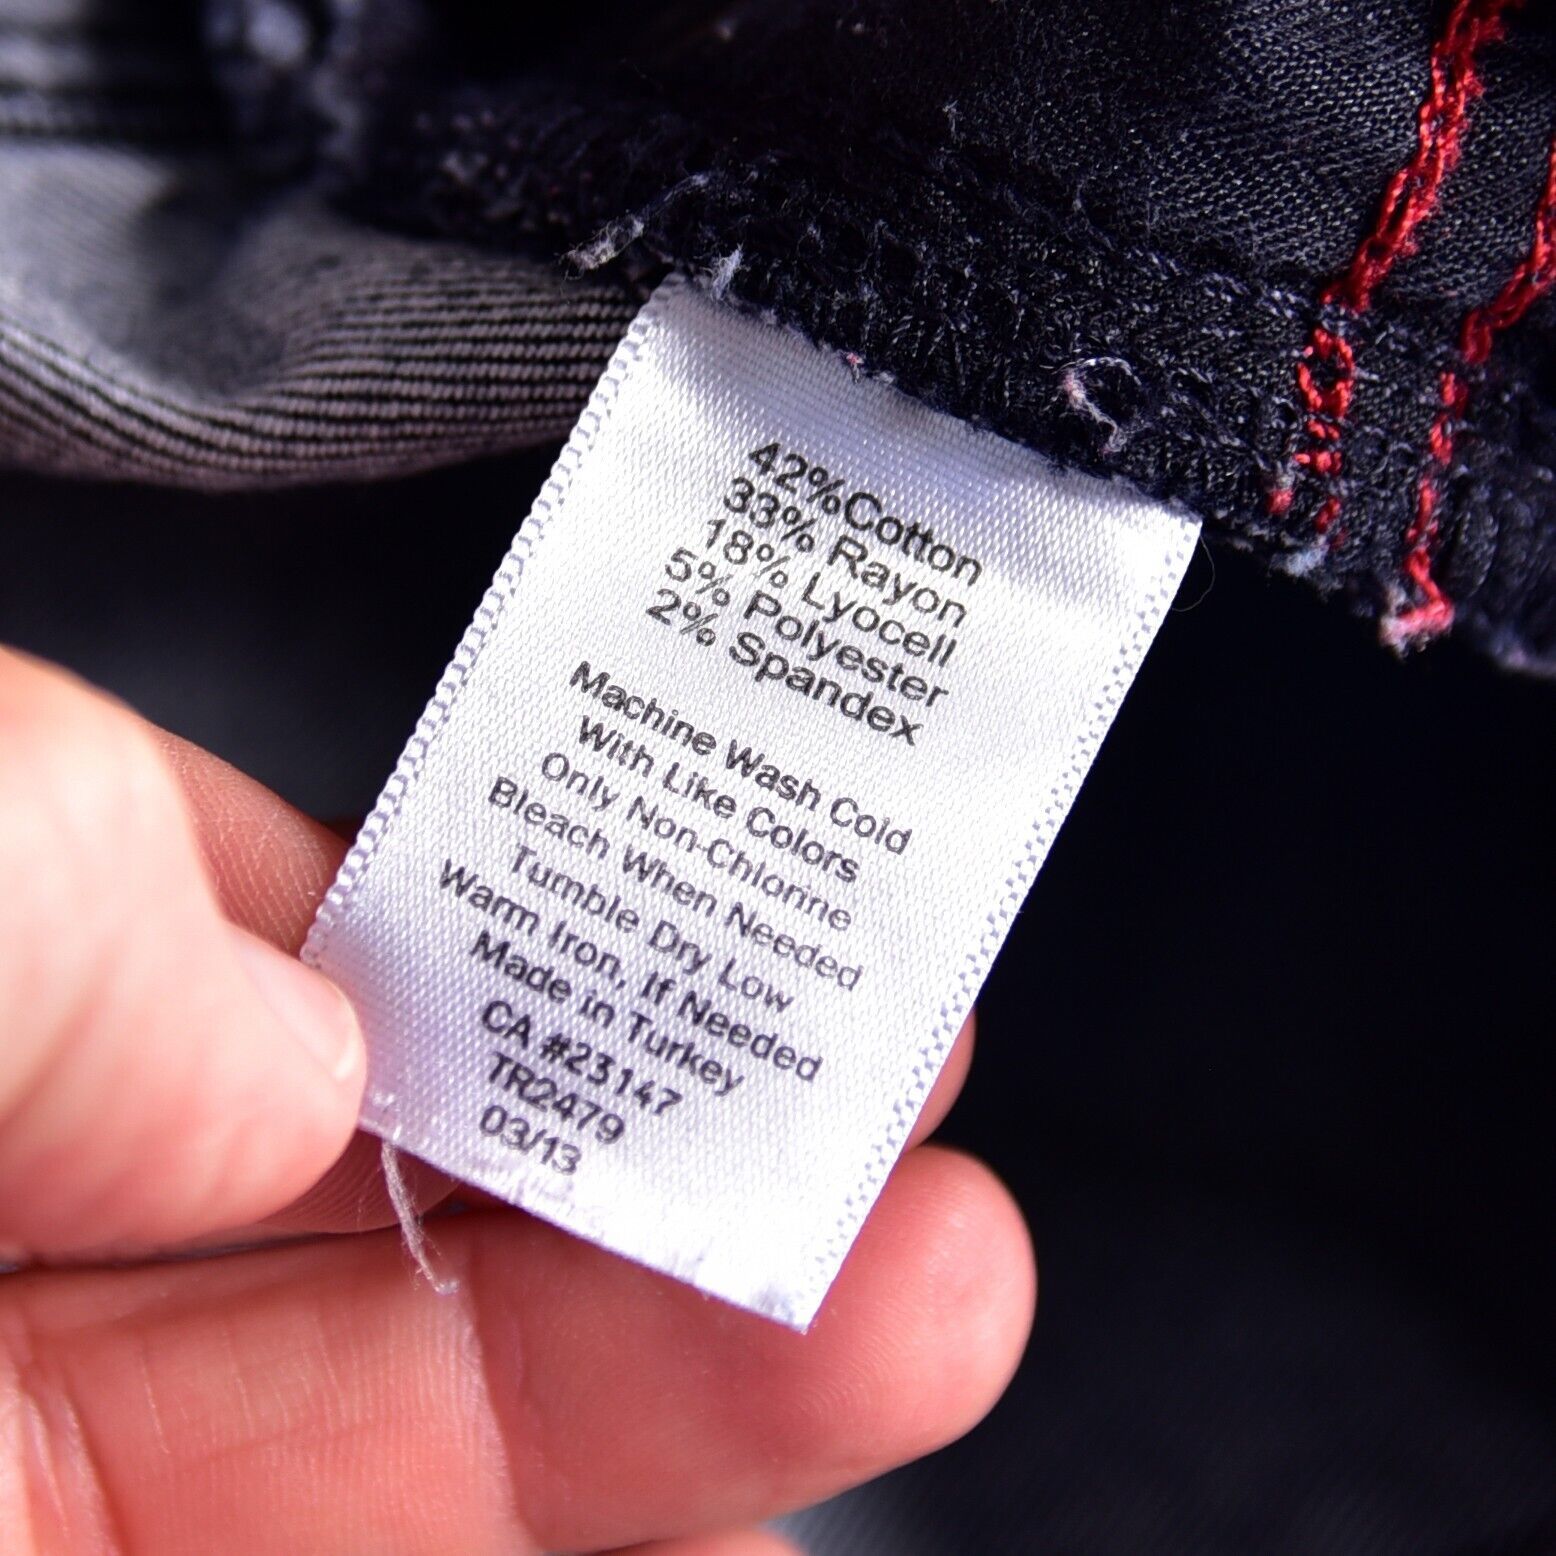 42%Cotton
33% Rayon
18% Lyocell
5% Polyester
2% Spandex
Machine Wash Cold
With Like Colors
Only Non-Chlorine
Bleach When Needed
Tumble Dry Low
Warm Iron, If Needed
Made in Turkey
CA #23147
TR2479
03/13